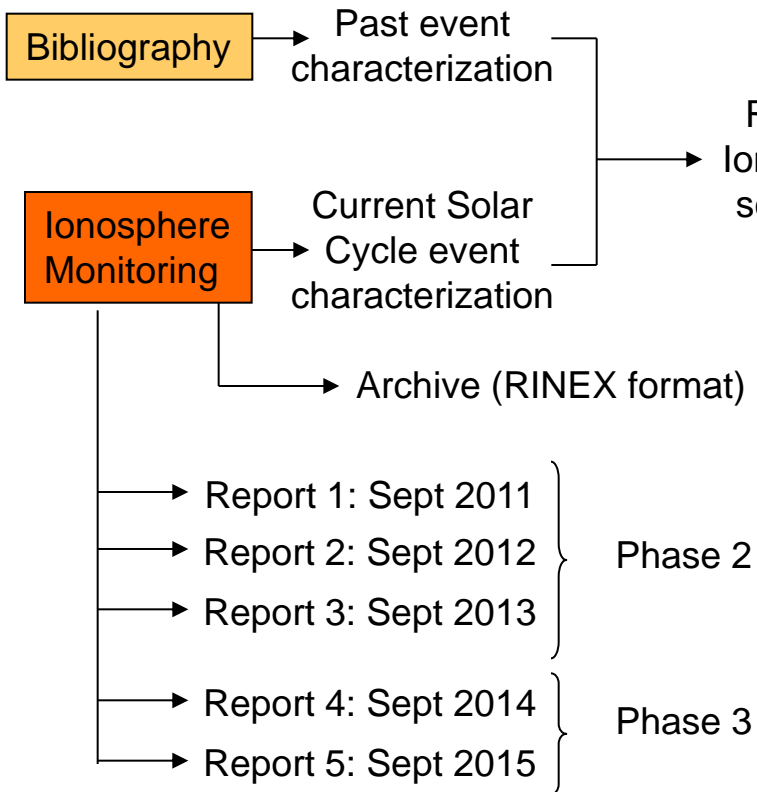 Bibliography
Past event
characterization
Ionosphere
Monitoring
Current Solar
Cycle event
characterization
Archive (RINEX format)
Report 1: Sept 2011
Report 2: Sept 2012
Report 3: Sept 2013
Phase 2
Report 4: Sept 2014
Report 5: Sept 2015
Phase 3